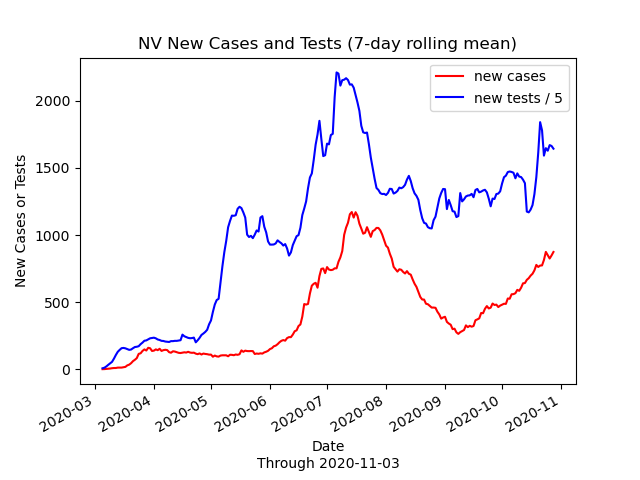 NV New Cases and Tests (7-day rolling mean)
new cases
new tests / 5
New Cases or Tests
2000
1500
1000
500
0
2020-03
2020-04
2020-05
2020-06
2020-07
2020-08
2020-09
2020-10
2020-11
Date
Through 2020-11-03